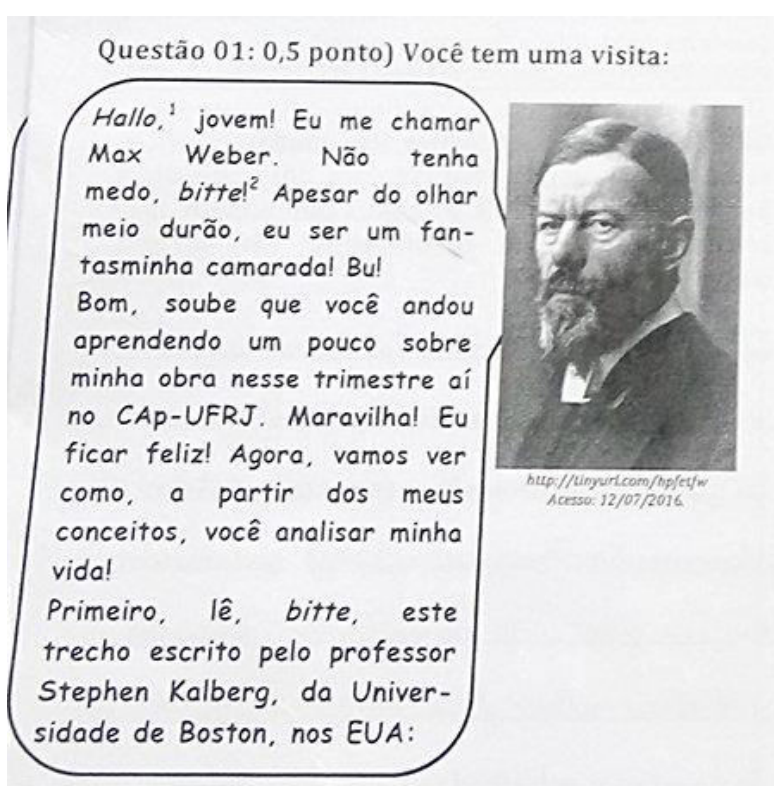 Questão 01: 0,5 ponto) Você tem uma visita:
Hallo,¹ jovem! Eu me chamar
Max Weber. Não tenha
medo, bitte!² Apesar do olhar
meio durão, eu ser um fan-
tasminha camarada! Bu!
Bom, soube que você andou
aprendendo um pouco sobre
minha obra nesse trimestre aí
no CAp-UFRJ. Maravilha! Eu
ficar feliz! Agora, vamos ver
como, a partir dos meus
conceitos, você analisar minha
vida!
Primeiro, lê, bitte, este
trecho escrito pelo professor
Stephen Kalberg, da Univer-
sidade de Boston, nos EUA:
http://tinyurl.com/hpfetfw
Acesso: 12/07/2016.